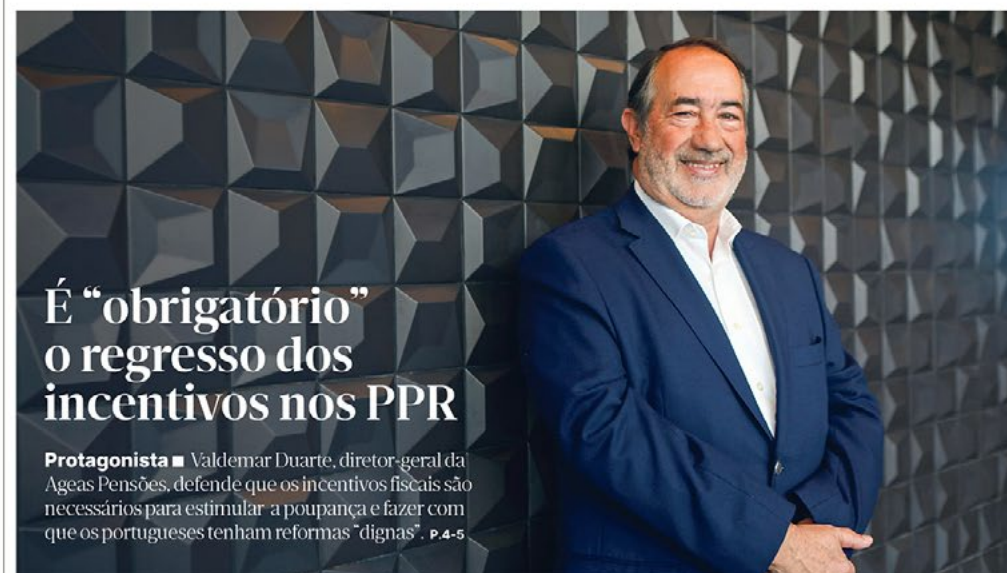 É “obrigatório”
o regresso dos
incentivos nos PPR
Protagonista ■ Valdemar Duarte, diretor-geral da
Ageas Pensões, defende que os incentivos fiscais são
necessários para estimular a poupança e fazer com
que os portugueses tenham reformas “dignas”. P.4-5